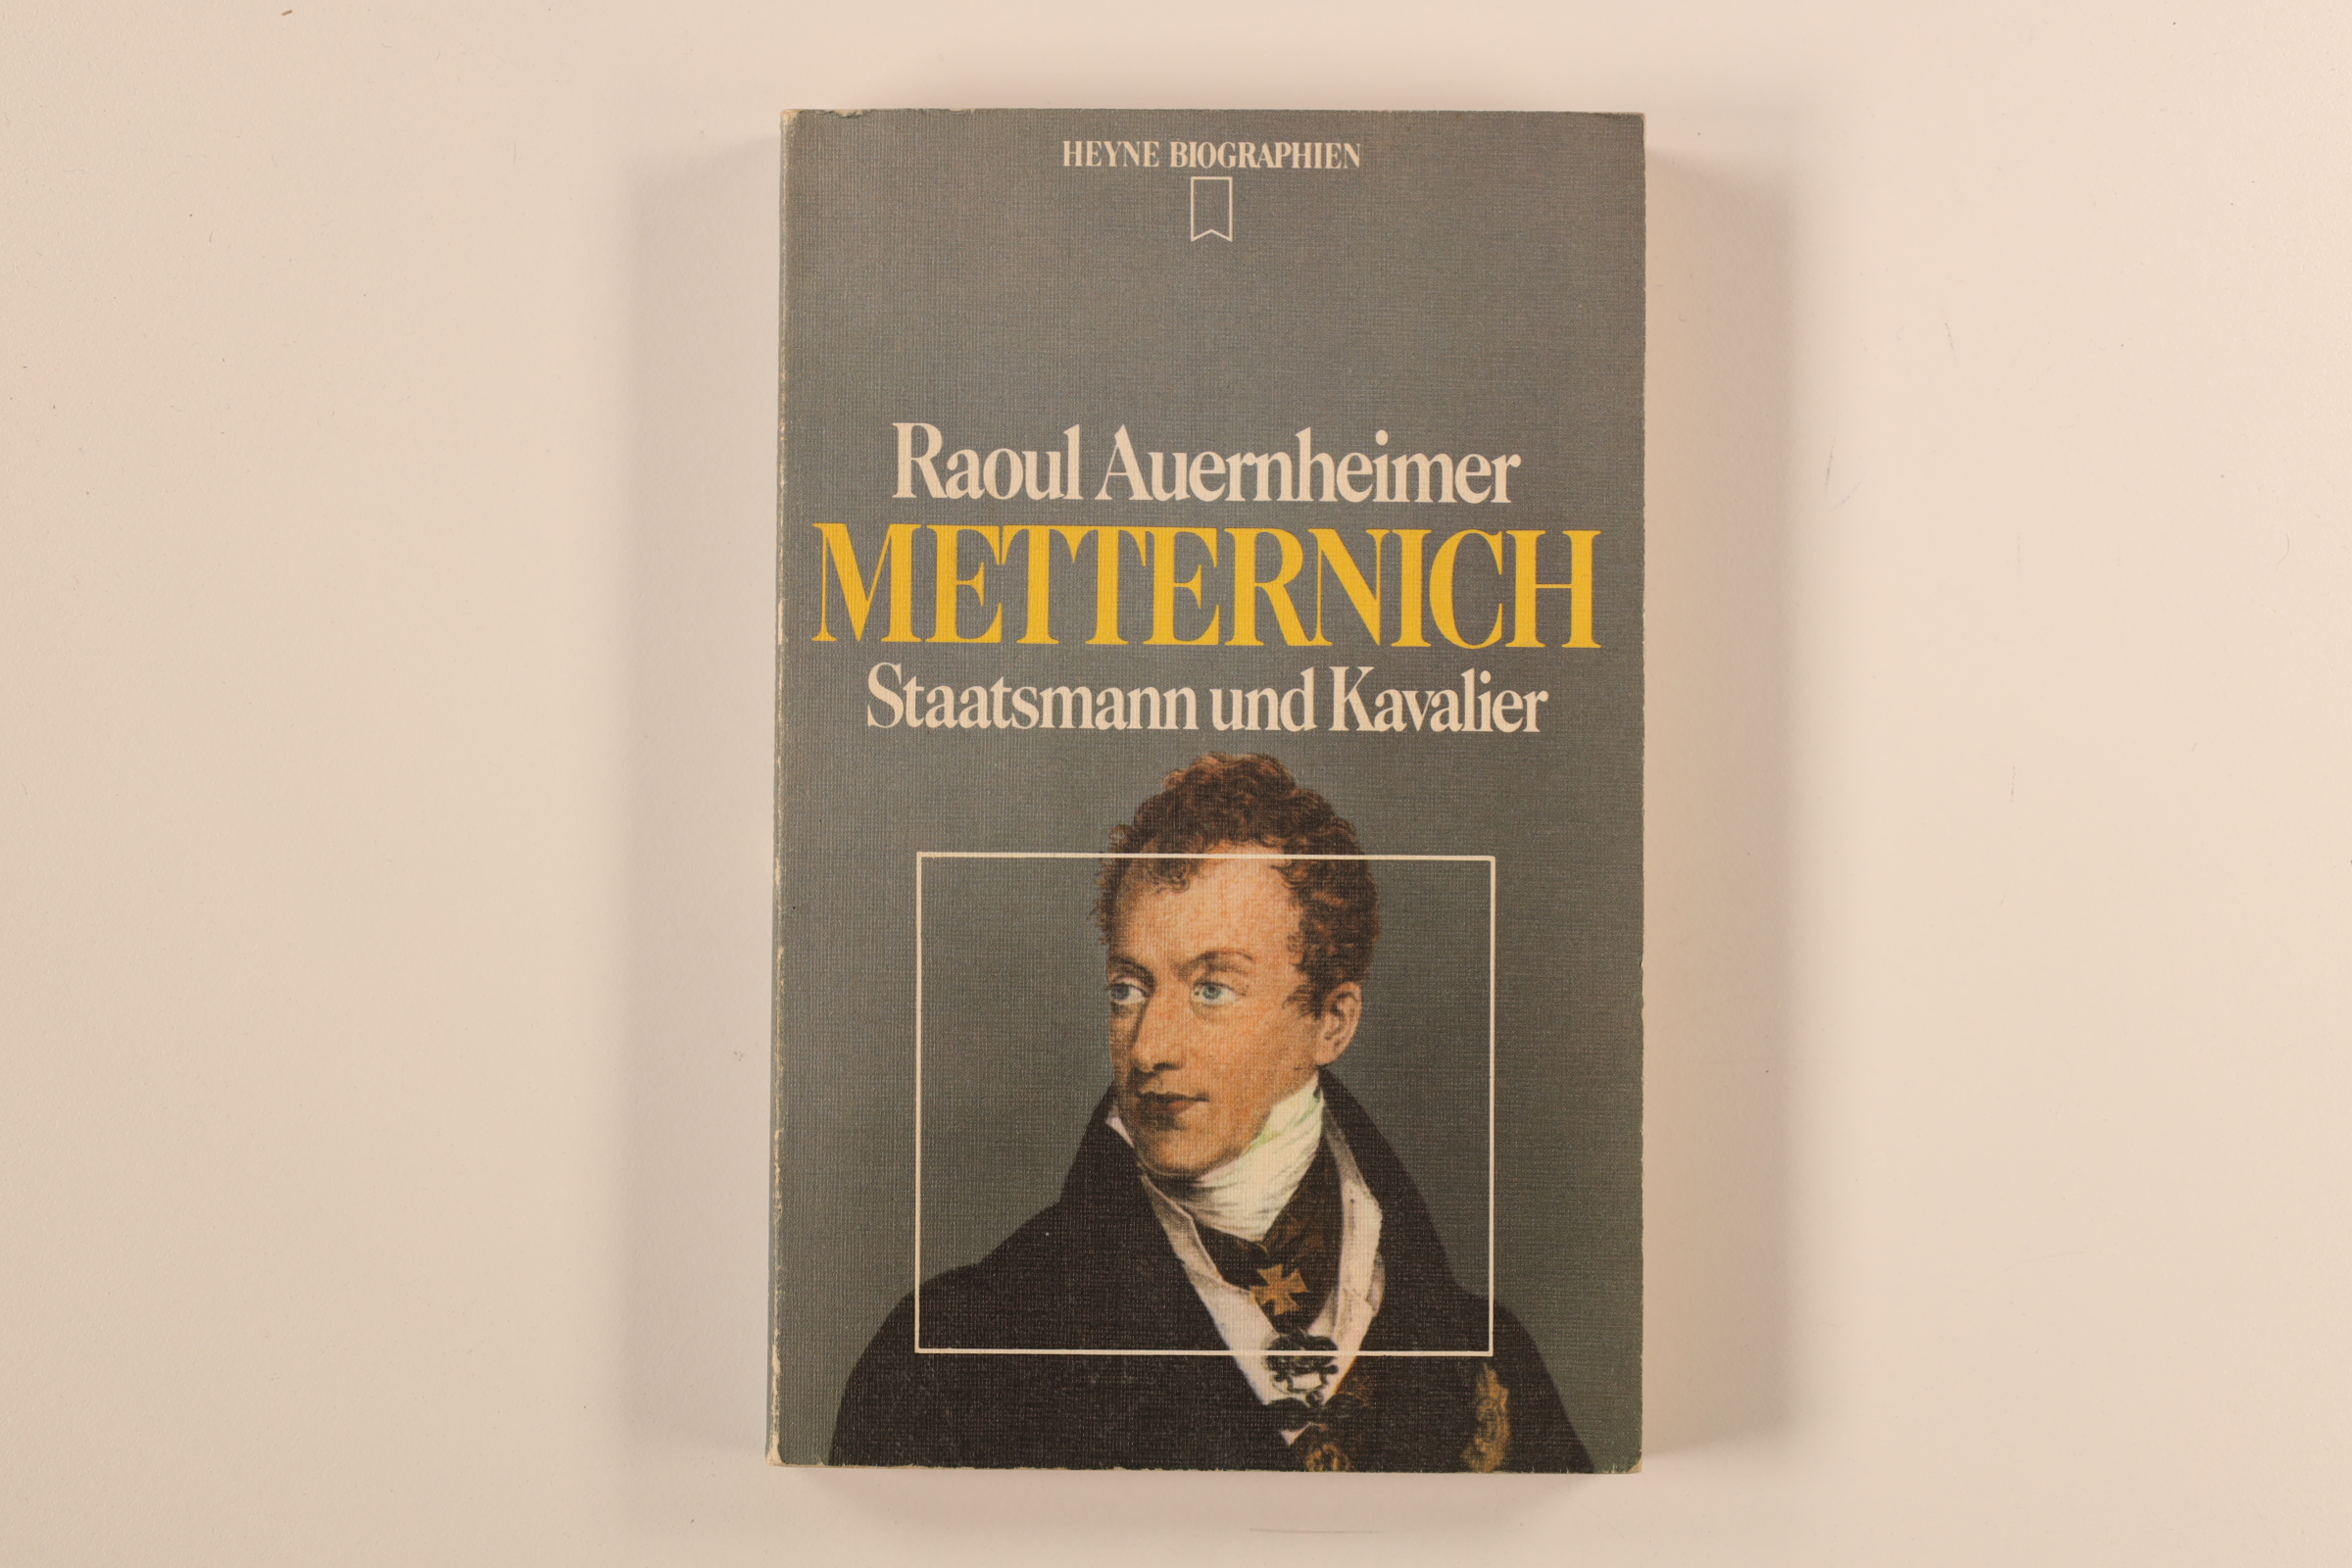 HEYNE BIOGRAPHIEN
Raoul Auernheimer
METTERNICH
Staatsmann und Kavalier